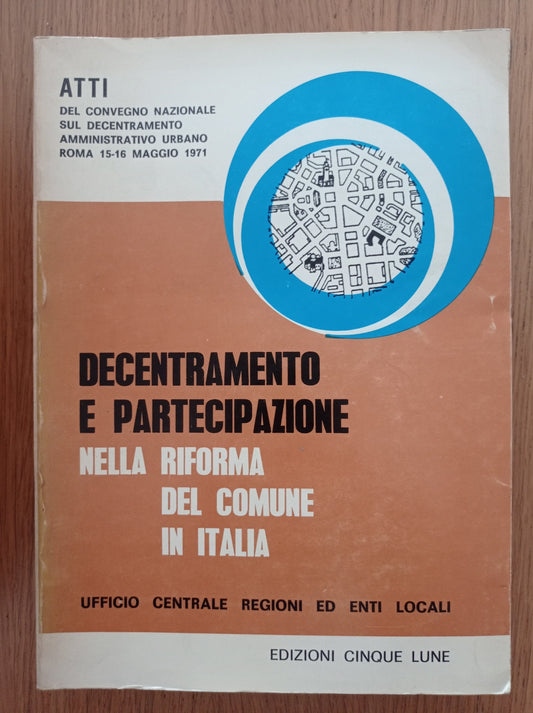 ATTI
DEL CONVEGNO NAZIONALE
SUL DECENTRAMENTO
AMMINISTRATIVO URBANO
ROMA 15-16 MAGGIO 1971
DECENTRAMENTO
E PARTECIPAZIONE
NELLA RIFORMA
DEL COMUNE
IN ITALIA
UFFICIO CENTRALE REGIONI ED ENTI LOCALI
EDIZIONI CINQUE LUNE